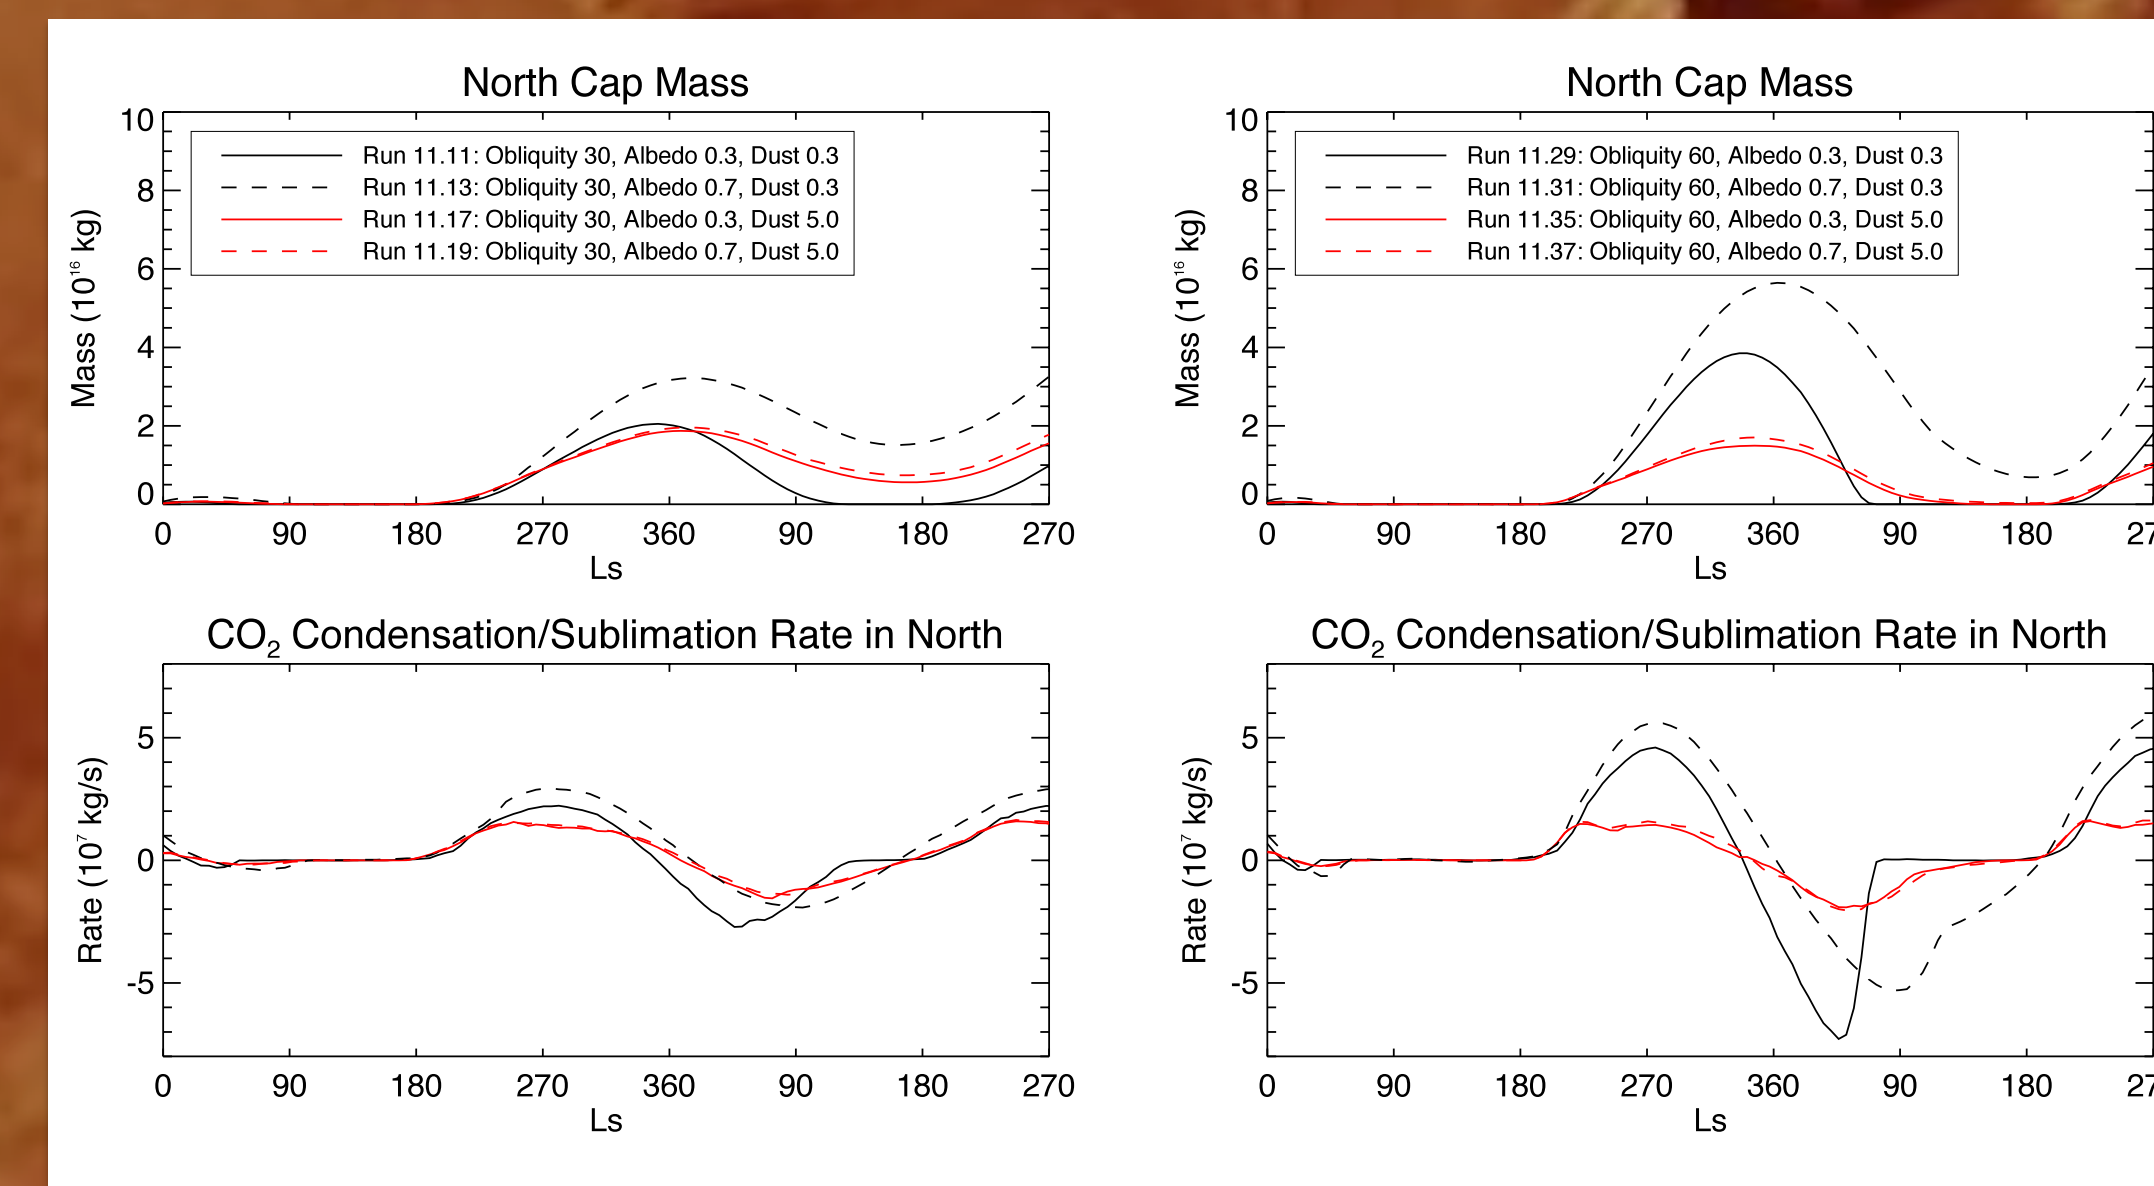 North Cap Mass
10
8
6
4
2
0
Mass (10¹⁶ kg)
Run 11.11: Obliquity 30, Albedo 0.3, Dust 0.3
Run 11.13: Obliquity 30, Albedo 0.7, Dust 0.3
Run 11.17: Obliquity 30, Albedo 0.3, Dust 5.0
Run 11.19: Obliquity 30, Albedo 0.7, Dust 5.0
0 90 180 270 360 90 180 270
Ls
North Cap Mass
10
8
6
4
2
0
Mass (10¹⁶ kg)
Run 11.29: Obliquity 60, Albedo 0.3, Dust 0.3
Run 11.31: Obliquity 60, Albedo 0.7, Dust 0.3
Run 11.35: Obliquity 60, Albedo 0.3, Dust 5.0
Run 11.37: Obliquity 60, Albedo 0.7, Dust 5.0
0 90 180 270 360 90 180 27
Ls
CO₂ Condensation/Sublimation Rate in North
5
0
-5
Rate (10⁷ kg/s)
0 90 180 270 360 90 180 270
Ls
CO₂ Condensation/Sublimation Rate in North
5
0
-5
Rate (10⁷ kg/s)
0 90 180 270 360 90 180 27
Ls